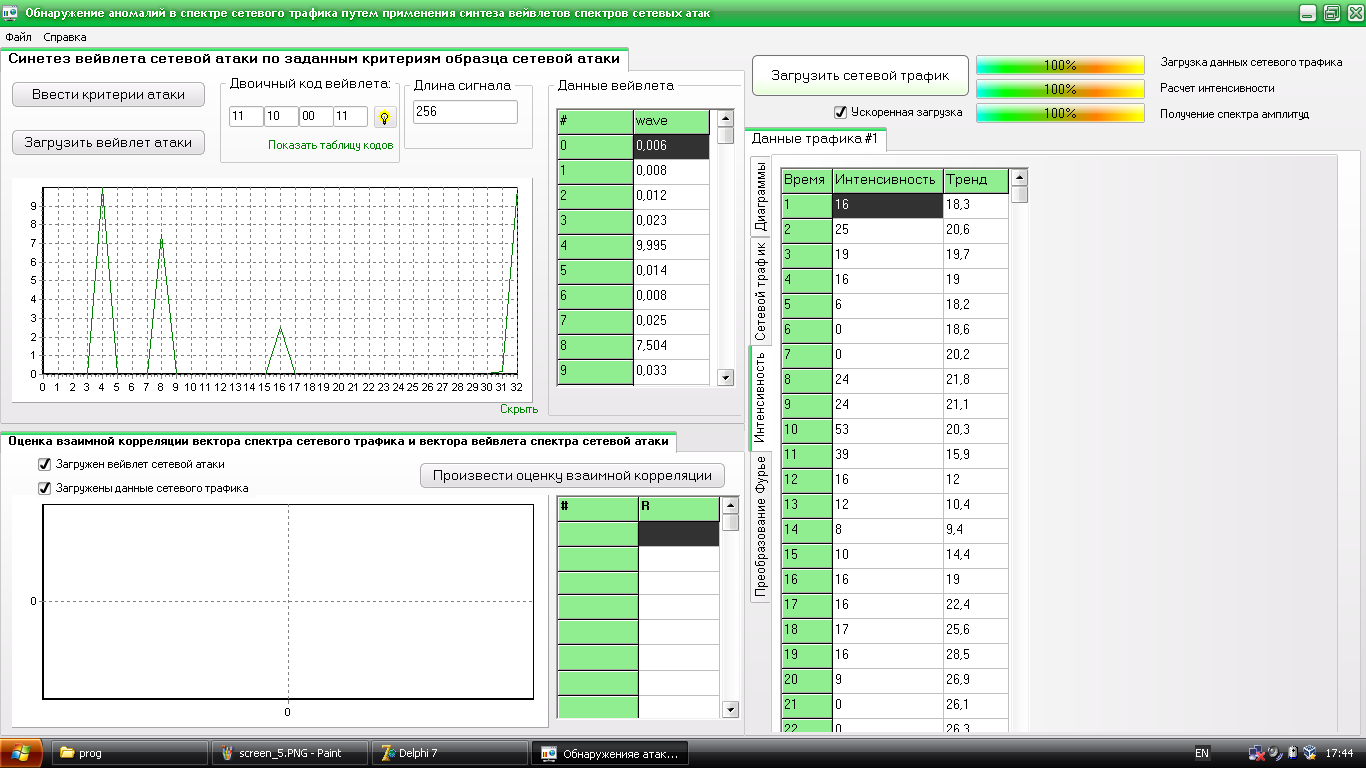 Обнаружение аномалий в спектре сетевого трафика путем применения синтеза вейвлетов спектров сетевых атак
Файл Справка
Синетез вейвлета сетевой атаки по заданным критериям образца сетевой атаки
Ввести критерии атаки
Загрузить вейвлет атаки
Двоичный код вейвлета:
11 10 00 11
Показать таблицу кодов
Длина сигнала
256
Данные вейвлета
# wave
0 0,006
1 0,008
2 0,012
3 0,023
4 9,995
5 0,014
6 0,008
7 0,025
8 7,504
9 0,033
9
8
7
6
5
4
3
2
1
0
0 1 2 3 4 5 6 7 8 9 10 11 12 13 14 15 16 17 18 19 20 21 22 23 24 25 26 27 28 29 30 31 32
Скрыть
Оценка взаимной корреляции вектора спектра сетевого трафика и вектора вейвлета спектра сетевой атаки
Загружен вейвлет сетевой атаки
Загружены данные сетевого трафика
Произвести оценку взаимной корреляции
0
0
# R
Загрузить сетевой трафик
Ускоренная загрузка
100% Загрузка данных сетевого трафика
100% Расчет интенсивности
100% Получение спектра амплитуд
Данные трафика #1
Диаграммы
Сетевой трафик
Интенсивность
Преобразование Фурье
Время Интенсивность Тренд
1 16 18,3
2 25 20,6
3 19 19,7
4 16 19
5 6 18,2
6 0 18,6
7 0 20,2
8 24 21,8
9 24 21,1
10 53 20,3
11 39 15,9
12 16 12
13 12 10,4
14 8 9,4
15 10 14,4
16 16 19
17 16 22,4
18 17 25,6
19 16 28,5
20 9 26,9
21 0 26,1
22 0 26,3
prog
screen_5.PNG - Paint
Delphi 7
Обнаружения атак...
EN
17:44